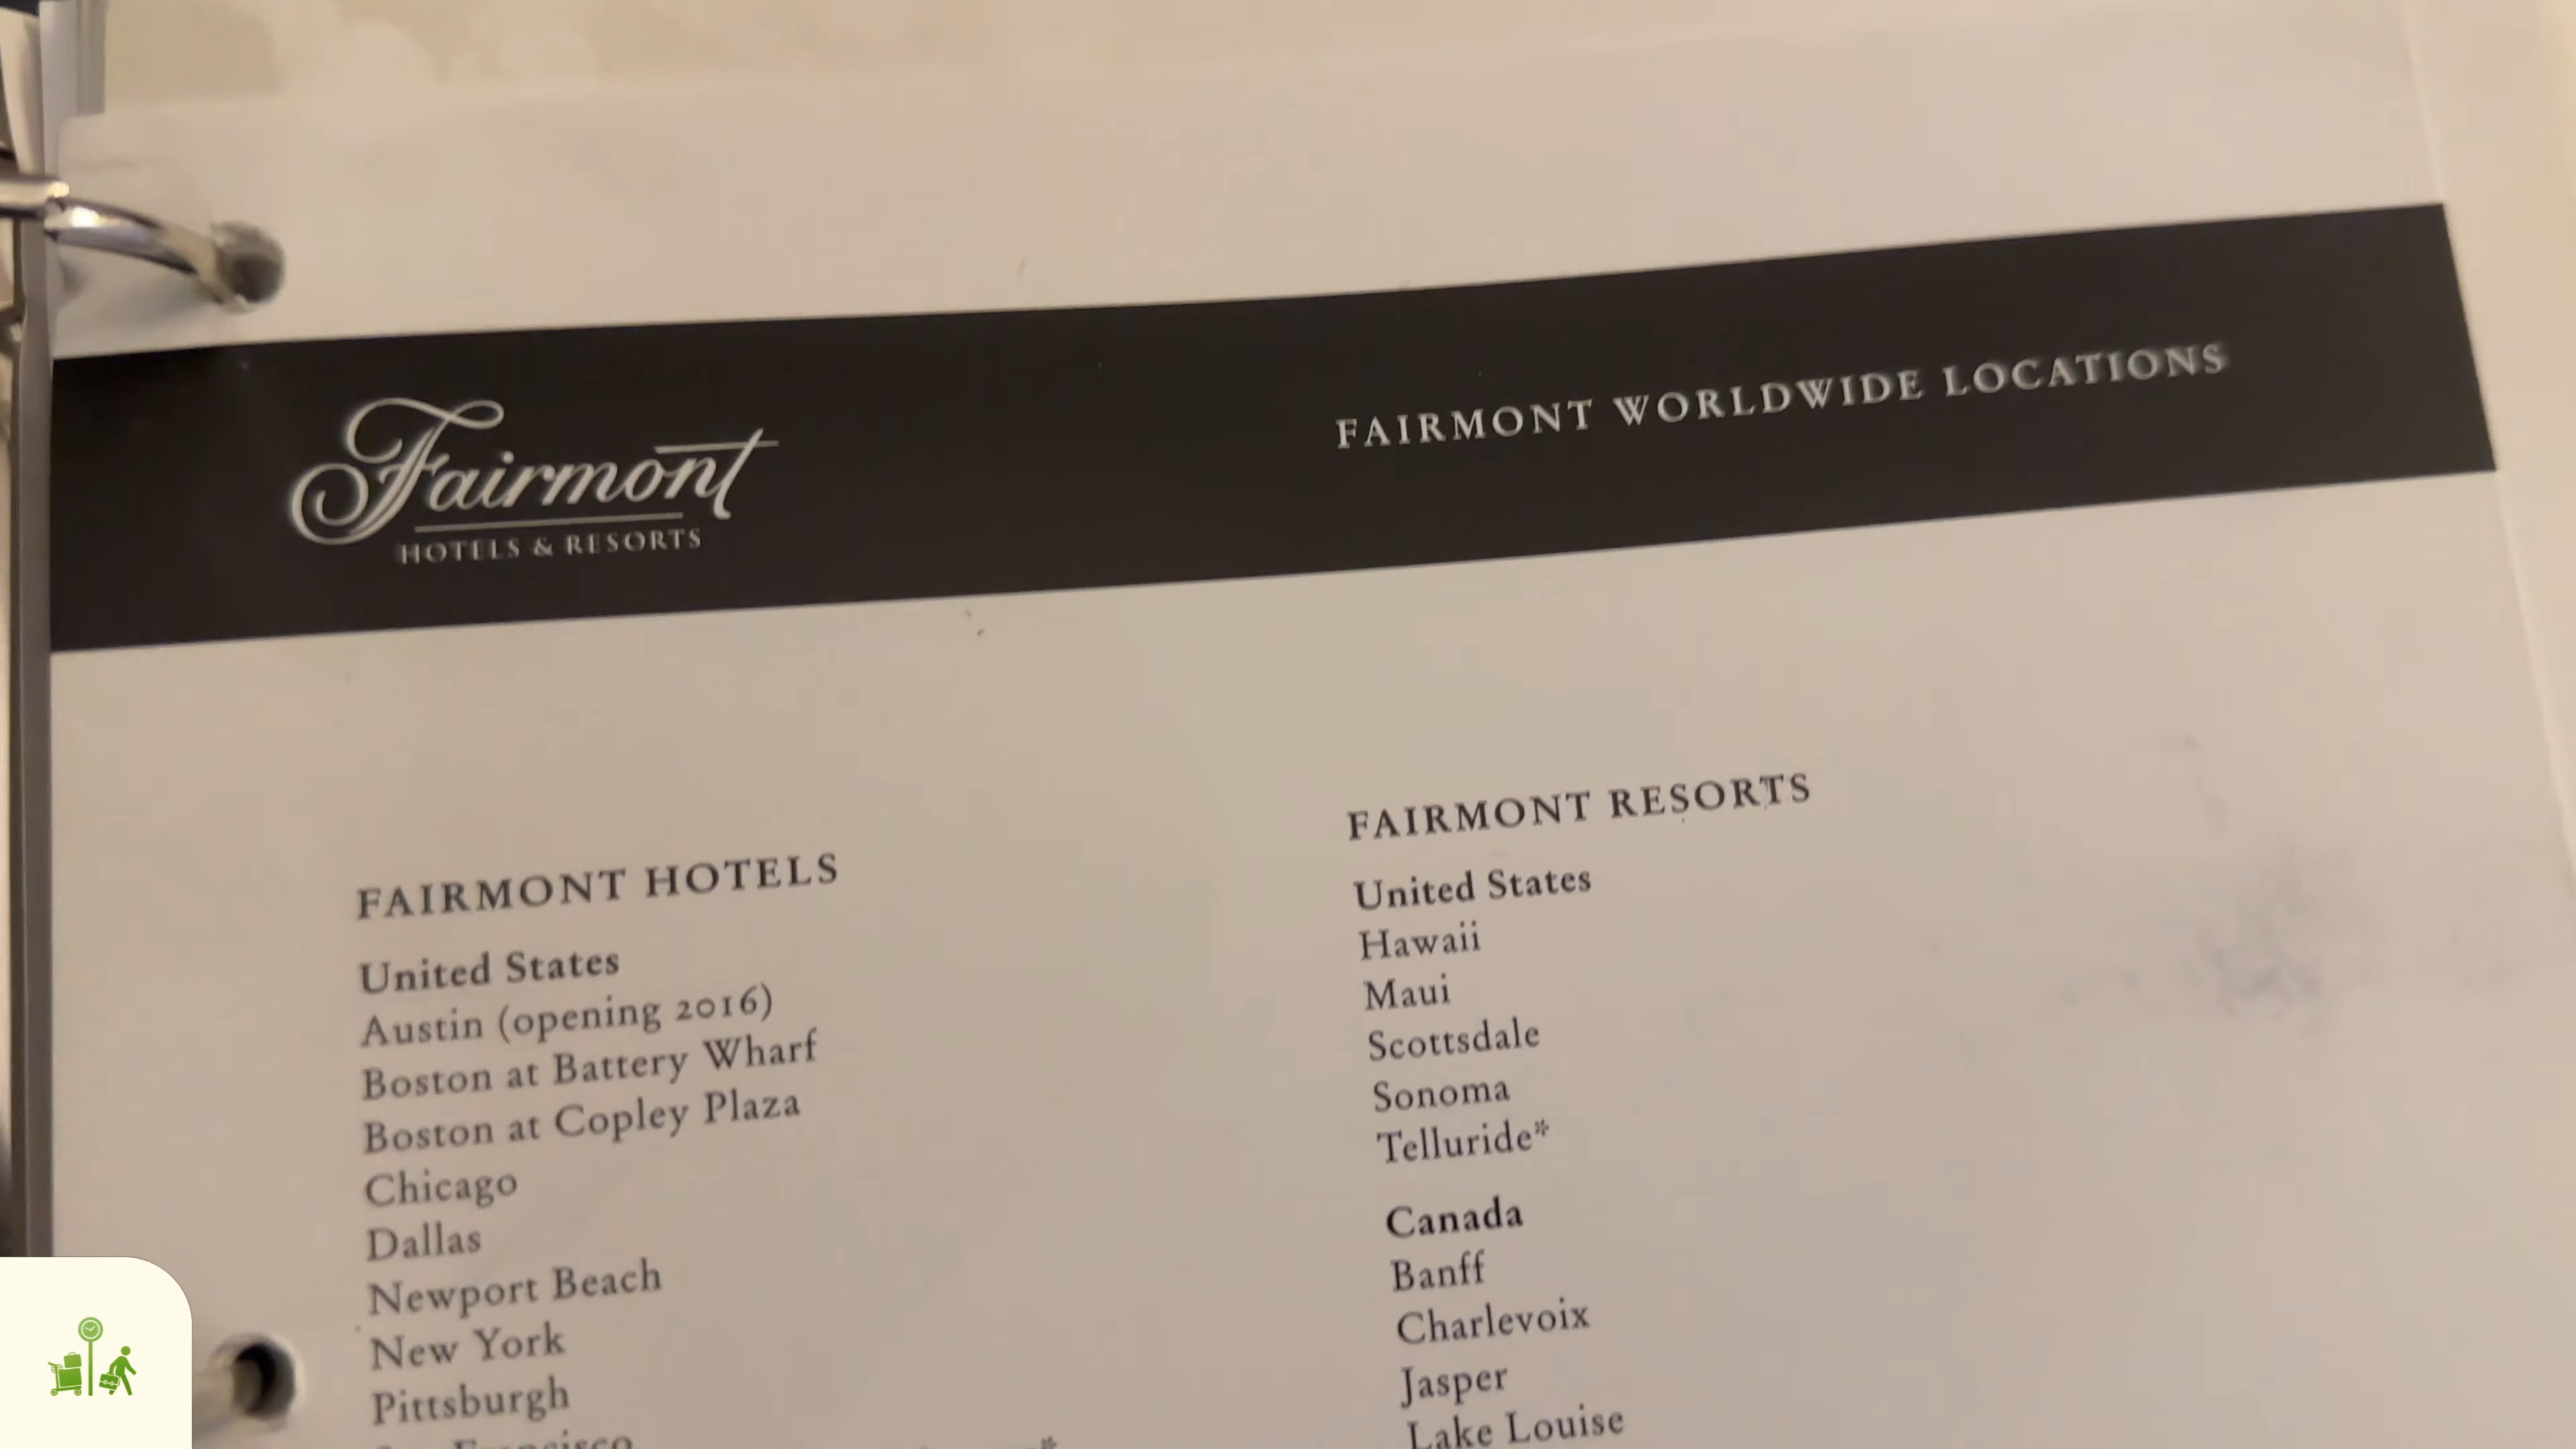 Fairmont
HOTELS & RESORTS
FAIRMONT WORLDWIDE LOCATIONS
FAIRMONT HOTELS
United States
Austin (opening 2016)
Boston at Battery Wharf
Boston at Copley Plaza
Chicago
Dallas
Newport Beach
New York
Pittsburgh
FAIRMONT RESORTS
United States
Hawaii
Maui
Scottsdale
Sonoma
Telluride*
Canada
Banff
Charlevoix
Jasper
Lake Louise